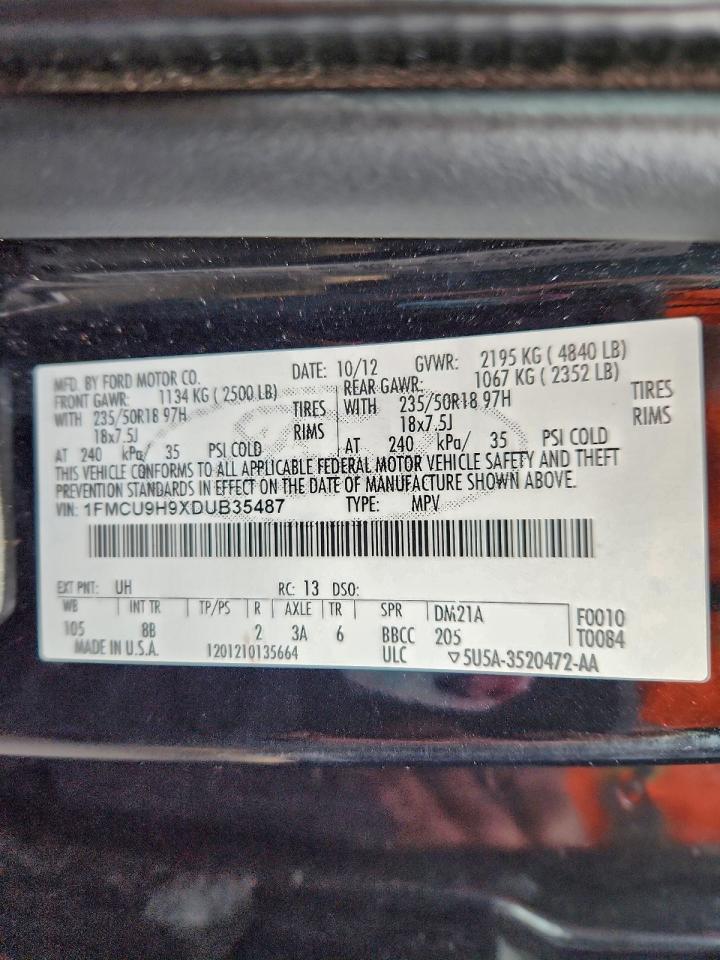 MFD. BY FORD MOTOR CO. DATE: 10/12 GVWR: 2195 KG ( 4840 LB)
FRONT GAWR: 1134 KG ( 2500 LB) REAR GAWR: 1067 KG ( 2352 LB)
WITH 235/50R18 97H TIRES WITH 235/50R18 97H TIRES
18x7.5J RIMS 18x7.5J RIMS
AT 240 kPa/ 35 PSI COLD AT 240 kPa/ 35 PSI COLD
THIS VEHICLE CONFORMS TO ALL APPLICABLE FEDERAL MOTOR VEHICLE SAFETY AND THEFT
PREVENTION STANDARDS IN EFFECT ON THE DATE OF MANUFACTURE SHOWN ABOVE.
VIN: 1FMCU9H9XDUB35487 TYPE: MPV
EXT PNT: UH RC: 13 DSO:
WB INT TR TP/PS R AXLE TR SPR DM21A F0010
105 8B 2 3A 6 BBCC 205 T0084
MADE IN U.S.A. 1201210135664 ULC ▽5U5A-3520472-AA